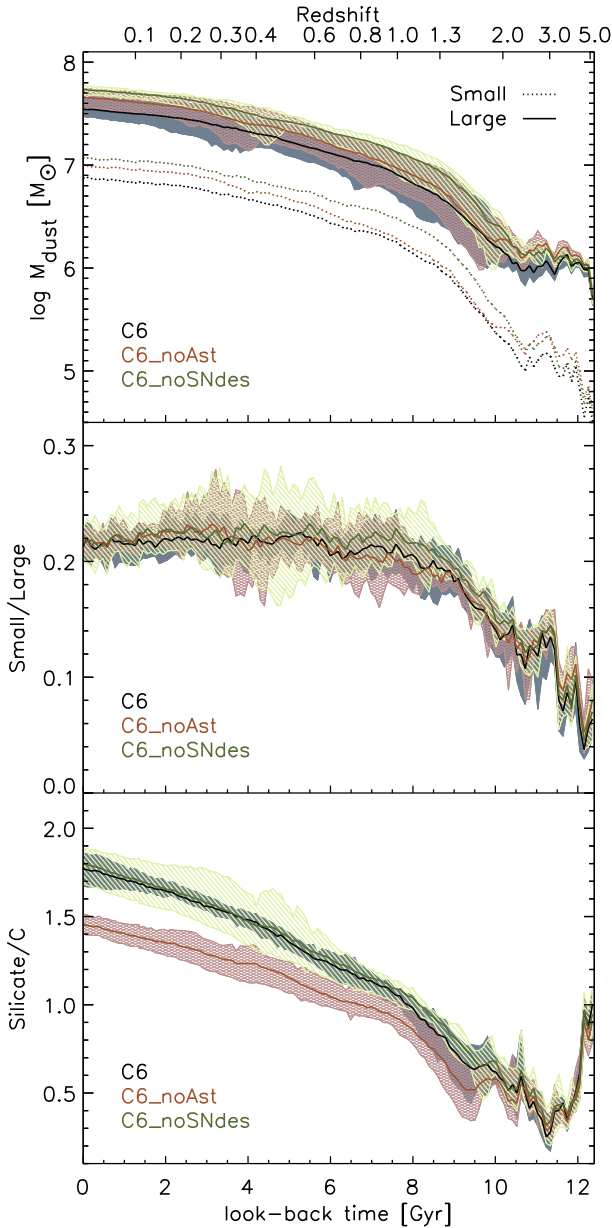 Redshift
0.1 0.2 0.30 0.4 0.6 0.8 1.0 1.3 2.0 3.0 5.0
8
Small
Large
7
log M_dust [M_⊙]
6
C6
C6_noAst
5
C6_noSNdes
0.3
0.2
Small/Large
0.1
C6
C6_noAst
C6_noSNdes
0.0
2.0
1.5
Silicate/C
1.0
C6
C6_noAst
0.5
C6_noSNdes
0 2 4 6 8 10 12
look-back time [Gyr]